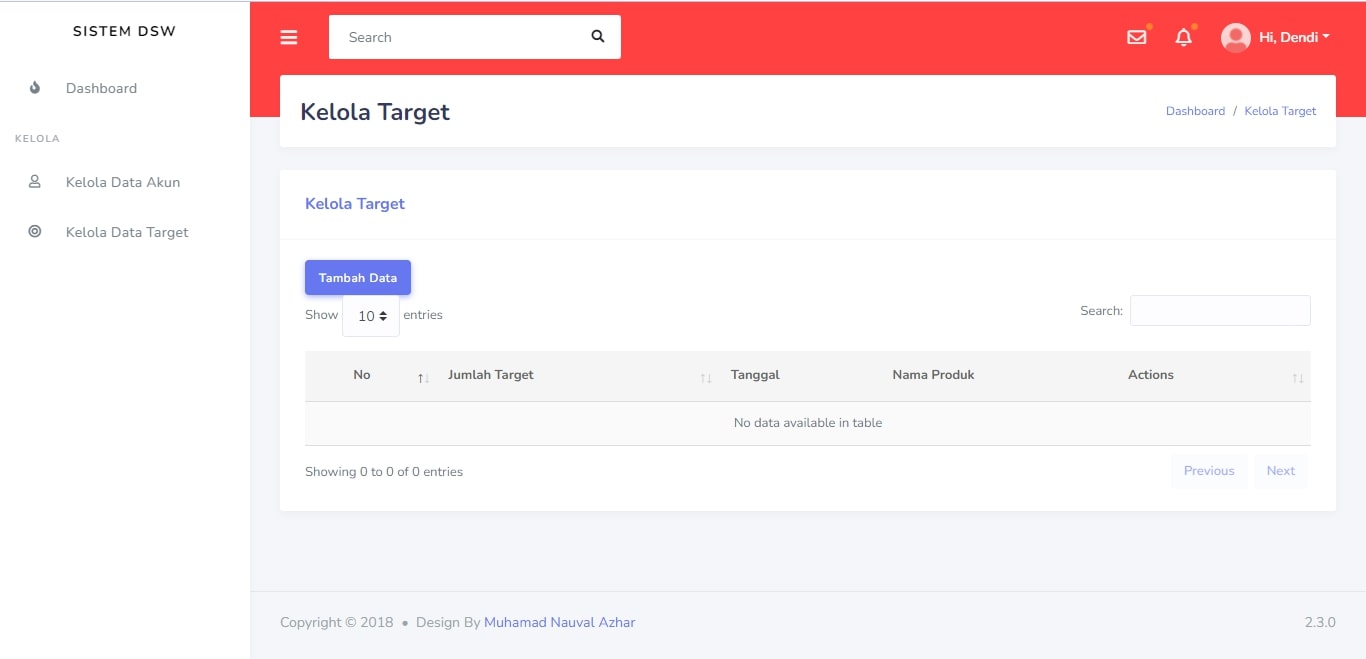 SISTEM DSW
Search
Hi, Dendi
Dashboard
KELOLA
Kelola Data Akun
Kelola Data Target
Kelola Target
Dashboard / Kelola Target
Kelola Target
Tambah Data
Show 10 entries
Search:
No Jumlah Target Tanggal Nama Produk Actions
No data available in table
Showing 0 to 0 of 0 entries
Previous Next
Copyright © 2018 • Design By Muhamad Nauval Azhar
2.3.0